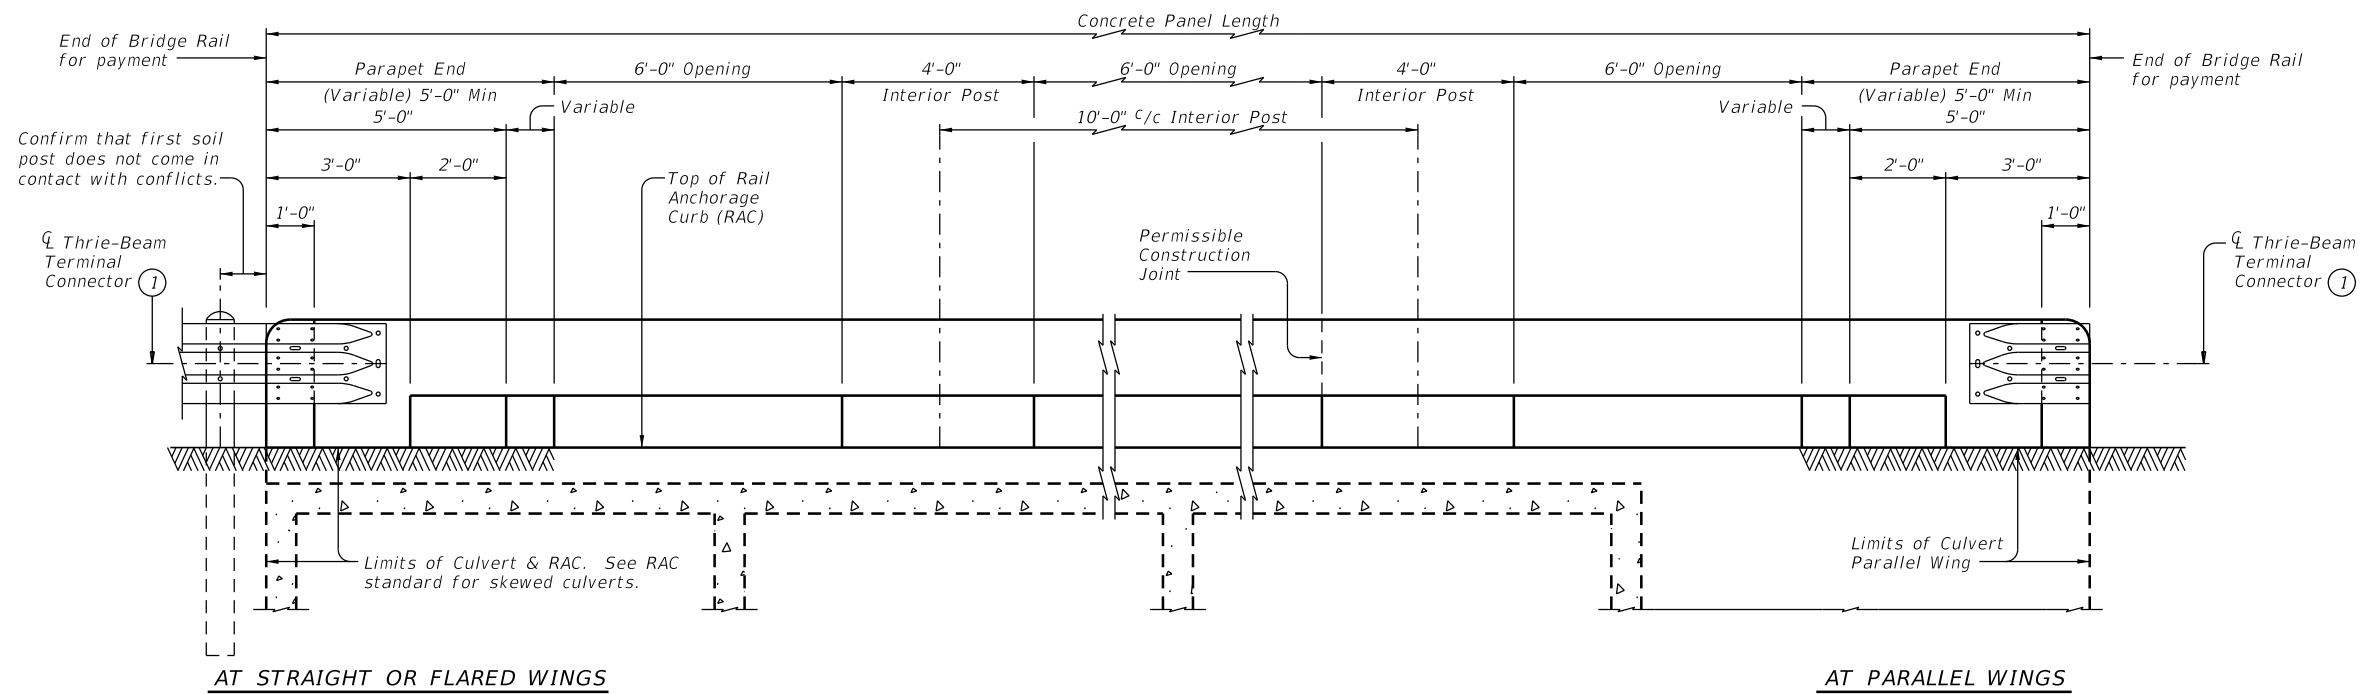 Concrete Panel Length
End of Bridge Rail
for payment
End of Bridge Rail
for payment
Parapet End
(Variable) 5'-0" Min
6'-0" Opening
4'-0"
Interior Post
6'-0" Opening
4'-0"
Interior Post
6'-0" Opening
Parapet End
(Variable) 5'-0" Min
5'-0"
Variable
10'-0" c/c Interior Post
Variable
5'-0"
Confirm that first soil
post does not come in
contact with conflicts.
3'-0"
2'-0"
2'-0"
3'-0"
1'-0"
1'-0"
Top of Rail
Anchorage
Curb (RAC)
Permissible
Construction
Joint
℄ Thrie-Beam
Terminal
Connector 1
℄ Thrie-Beam
Terminal
Connector 1
Limits of Culvert & RAC. See RAC
standard for skewed culverts.
Limits of Culvert
Parallel Wing
AT STRAIGHT OR FLARED WINGS
AT PARALLEL WINGS